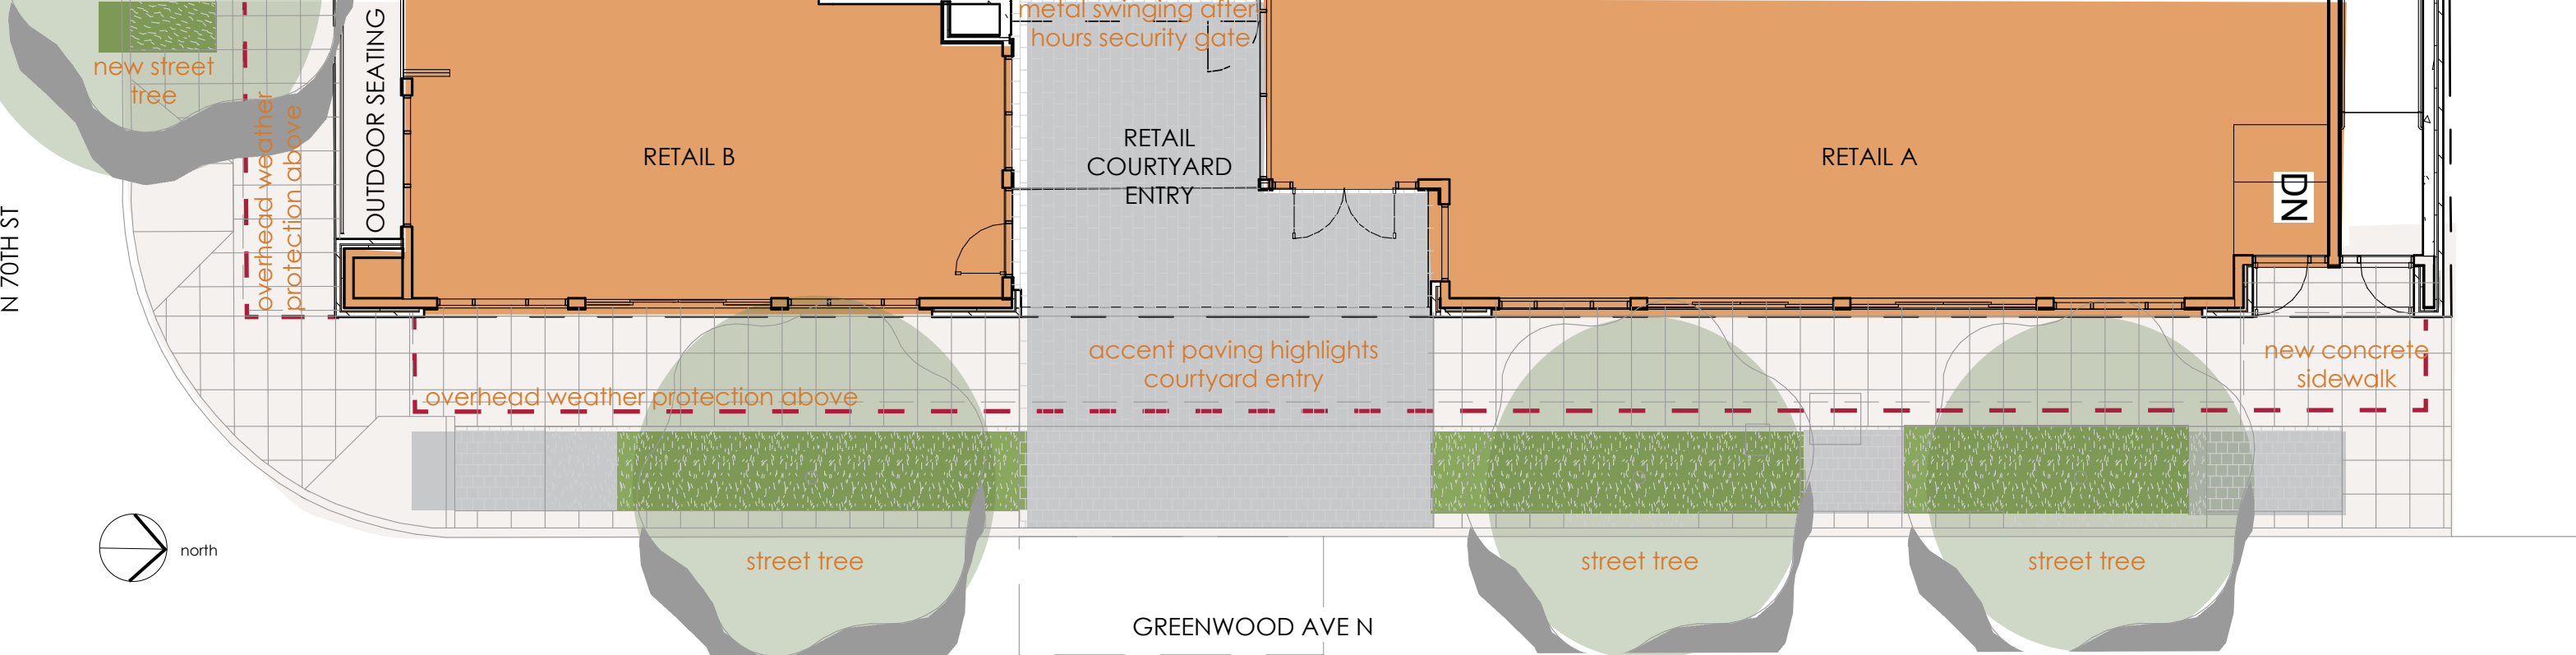 metal swinging after
hours security gate
new street
tree
overhead weather
protection above
OUTDOOR SEATING
N 70TH ST
RETAIL B
RETAIL
COURTYARD
ENTRY
RETAIL A
DN
accent paving highlights
courtyard entry
new concrete
sidewalk
overhead weather protection above
north
street tree
street tree
street tree
GREENWOOD AVE N